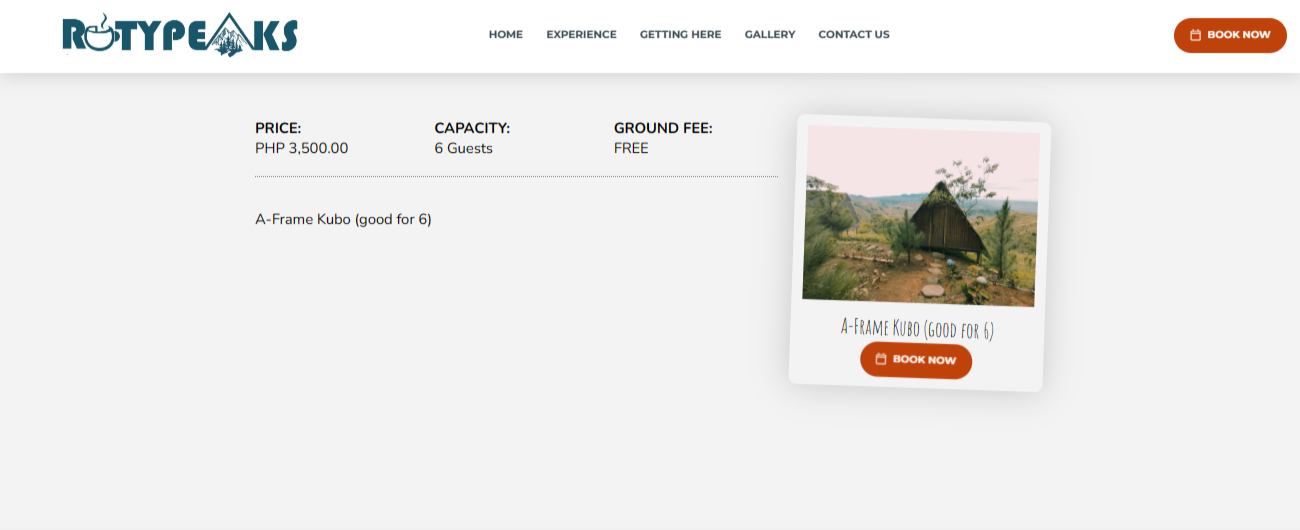 ROTYPEAKS
HOME EXPERIENCE GETTING HERE GALLERY CONTACT US
BOOK NOW
PRICE: CAPACITY: GROUND FEE:
PHP 3,500.00 6 Guests FREE
A-Frame Kubo (good for 6)
A-Frame Kubo (good for 6)
BOOK NOW